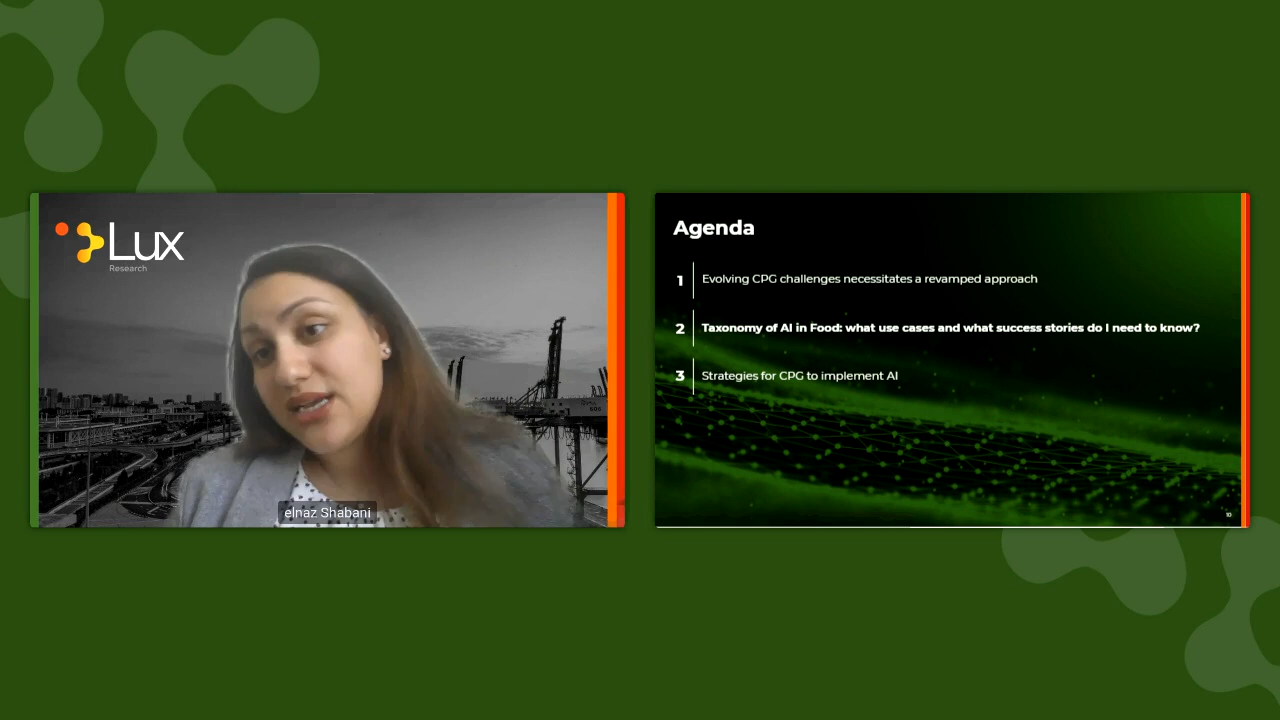 Lux
Research
elnaz Shabani
Agenda
1 Evolving CPG challenges necessitates a revamped approach
2 Taxonomy of AI in Food: what use cases and what success stories do I need to know?
3 Strategies for CPG to implement AI
10